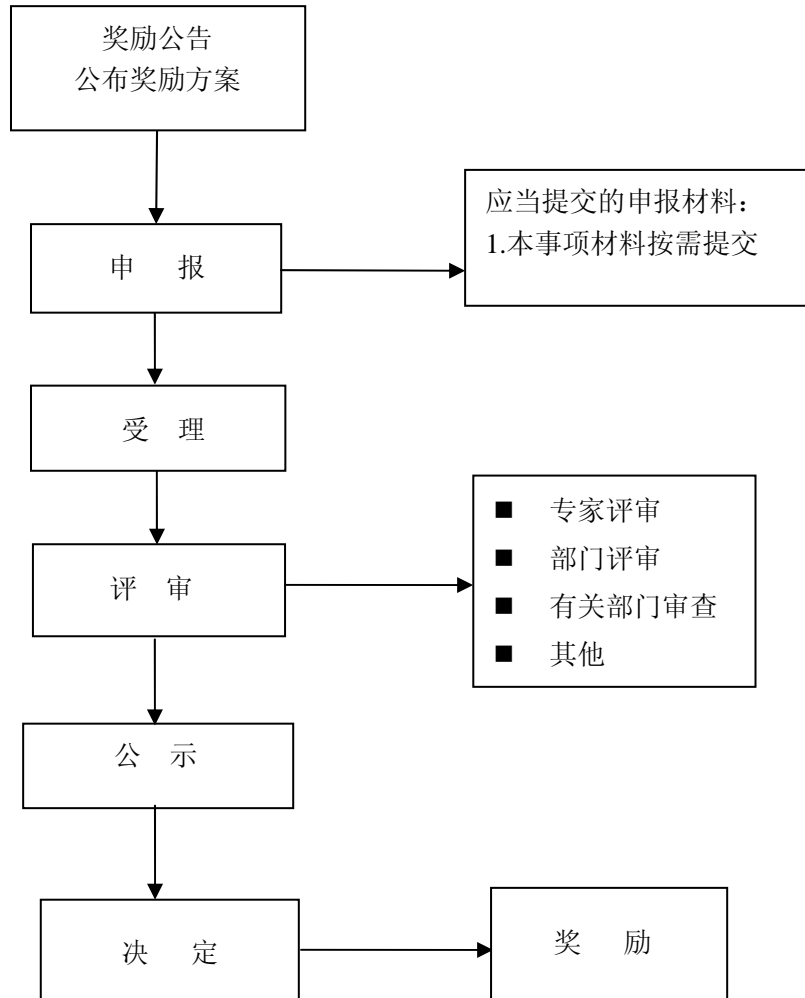 奖励公告
公布奖励方案
应当提交的申报材料：
1.本事项材料按需提交
申 报
受 理
■ 专家评审
■ 部门评审
■ 有关部门审查
■ 其他
评 审
公 示
决 定
奖 励